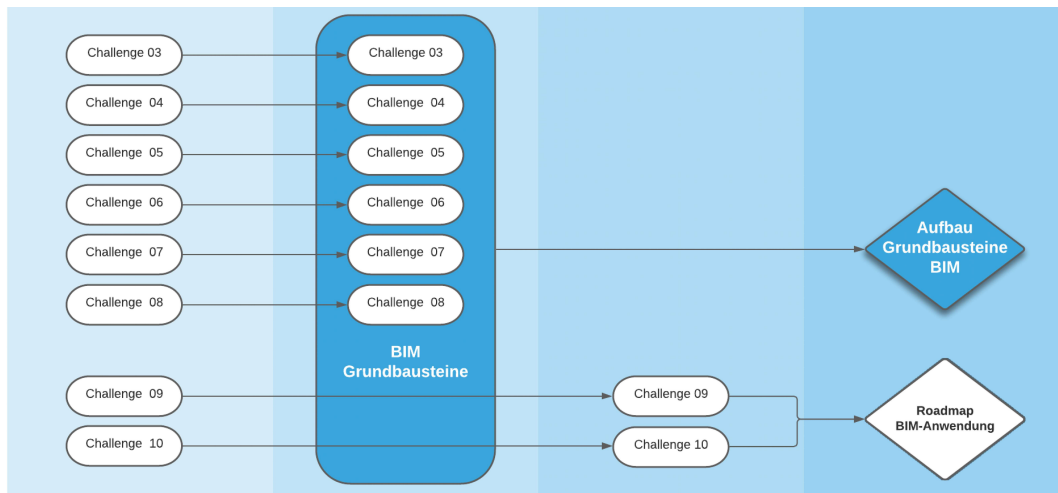 Challenge 03
Challenge 03
Challenge 04
Challenge 04
Challenge 05
Challenge 05
Challenge 06
Challenge 06
Challenge 07
Challenge 07
Aufbau
Grundbausteine
BIM
Challenge 08
Challenge 08
BIM
Grundbausteine
Challenge 09
Challenge 09
Challenge 10
Challenge 10
Roadmap
BIM-Anwendung